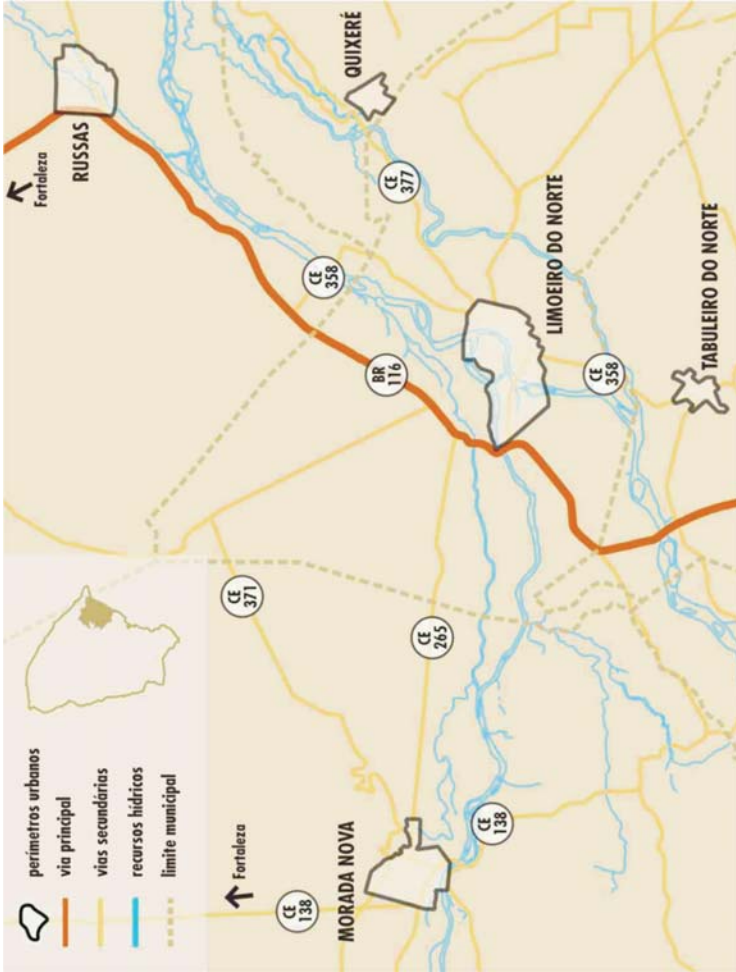 perímetros urbanos
via principal
vias secundárias
recursos hídricos
limite municipal
Fortaleza
RUSSAS
QUIXERÉ
CE
377
CE
358
BR
116
LIMOEIRO DO NORTE
CE
358
TABULEIRO DO NORTE
CE
371
CE
265
Fortaleza
CE
138
MORADA NOVA
CE
138